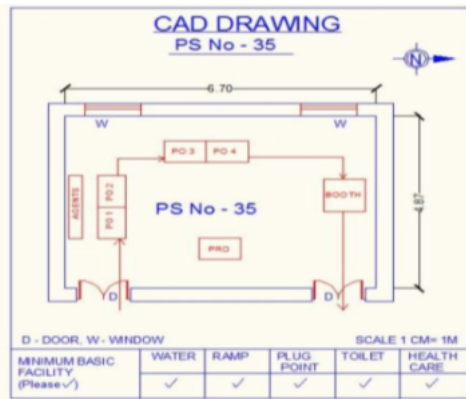 CAD DRAWING
PS No - 35
N
6.70
W
W
PO 3
PO 4
AGENTS
PO 2
PO 1
PS No - 35
BOOTH
4.87
PRO
D
D
D - DOOR, W - WINDOW
SCALE 1 CM= 1M
MINIMUM BASIC
FACILITY
(Please ✓)
WATER
RAMP
PLUG
POINT
TOILET
HEALTH
CARE
✓ ✓ ✓ ✓ ✓